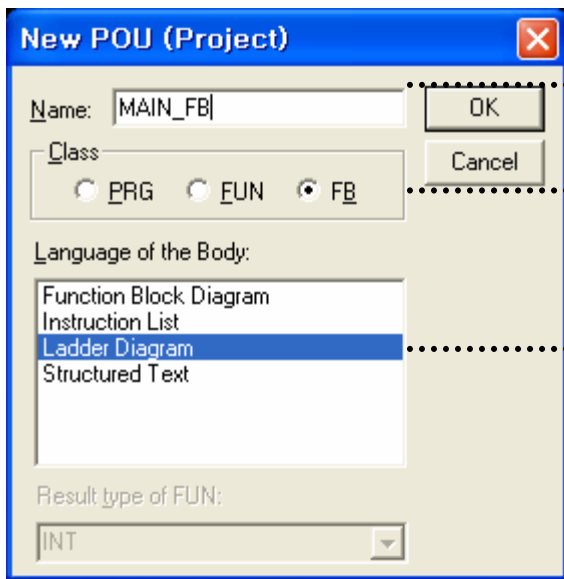 New POU (Project)
Name: MAIN_FB
OK
Class
Cancel
PRG FUN FB
Language of the Body:
Function Block Diagram
Instruction List
Ladder Diagram
Structured Text
Result type of FUN:
INT